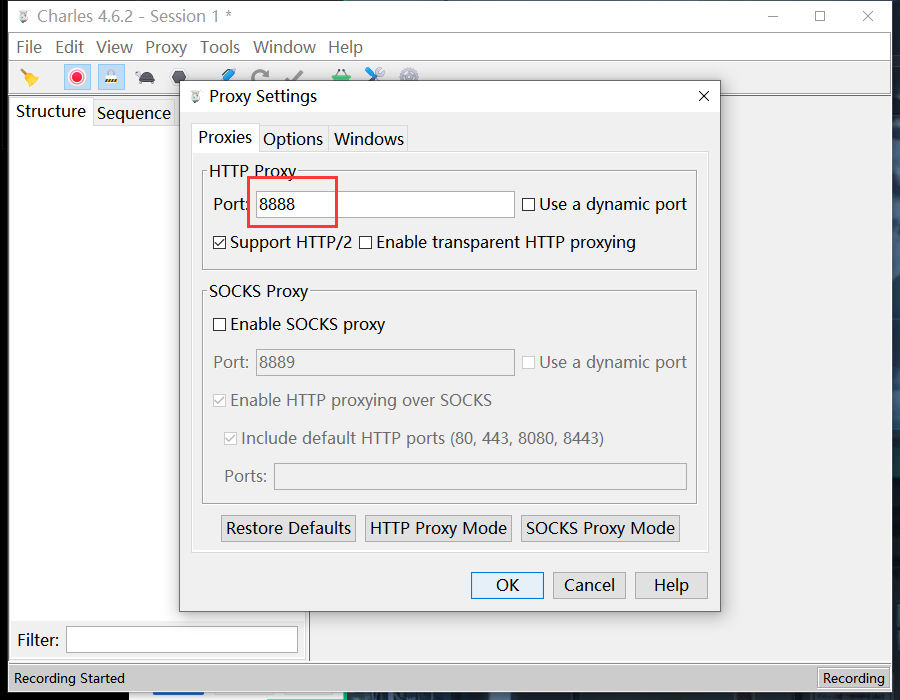 Charles 4.6.2 - Session 1 *
File Edit View Proxy Tools Window Help
Structure Sequence
Proxy Settings
Proxies Options Windows
HTTP Proxy
Port: 8888 Use a dynamic port
Support HTTP/2 Enable transparent HTTP proxying
SOCKS Proxy
Enable SOCKS proxy
Port: 8889 Use a dynamic port
Enable HTTP proxying over SOCKS
Include default HTTP ports (80, 443, 8080, 8443)
Ports:
Restore Defaults HTTP Proxy Mode SOCKS Proxy Mode
OK Cancel Help
Filter:
Recording Started Recording